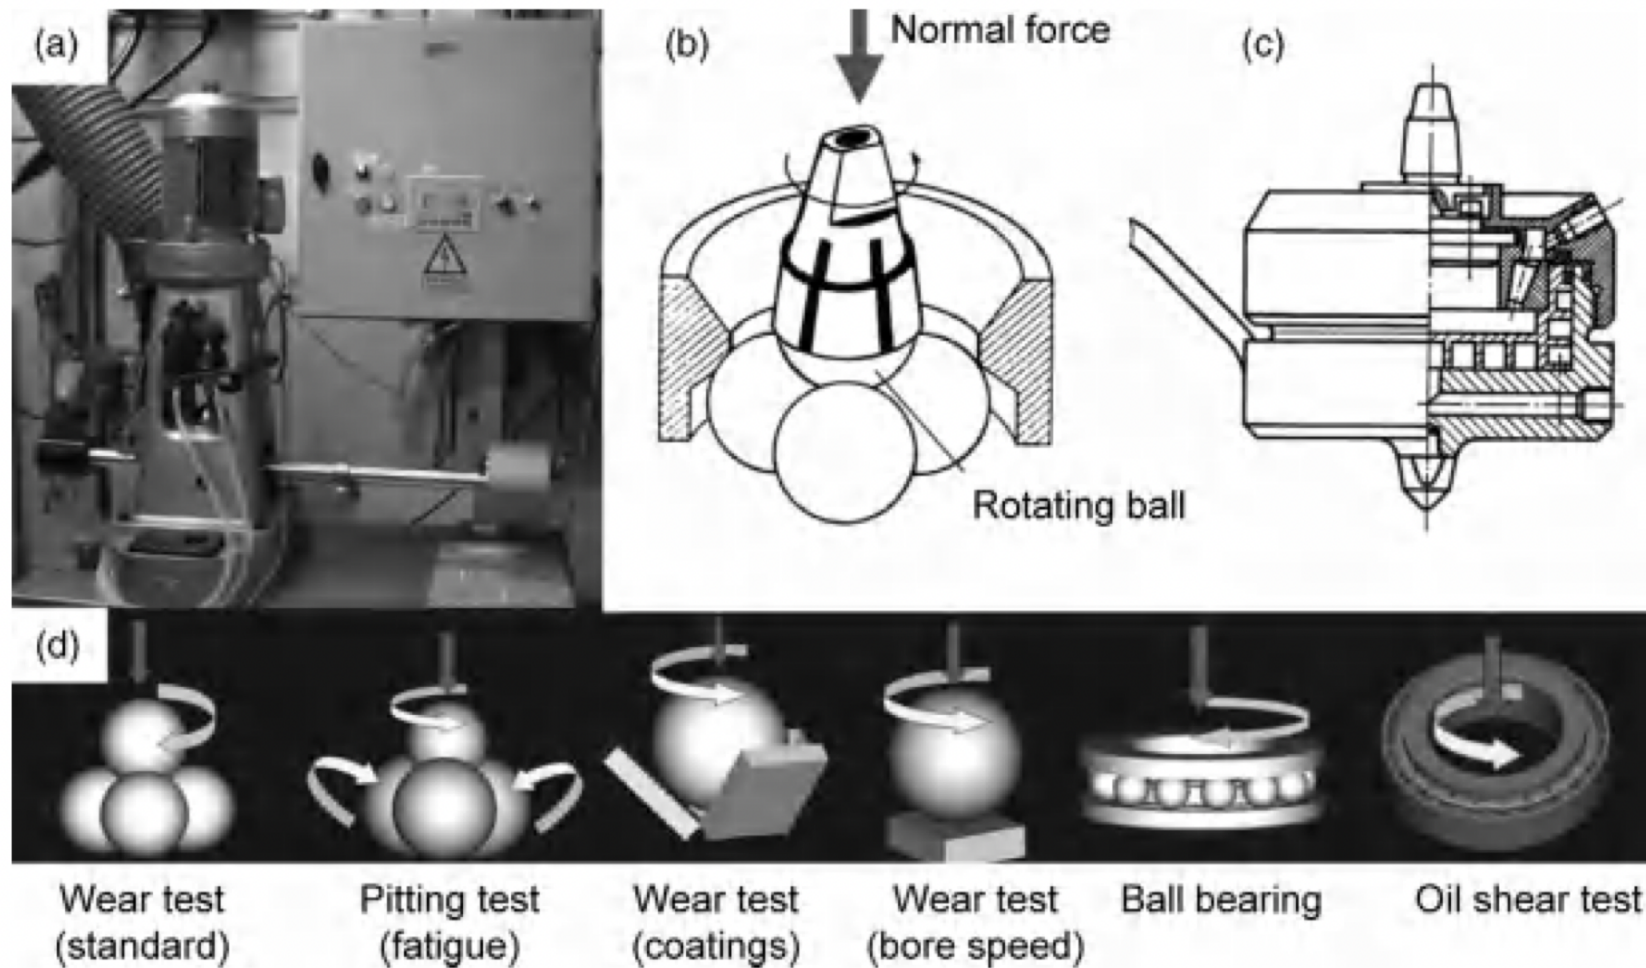 (a)
(b)
Normal force
(c)
Rotating ball
(d)
Wear test
(standard)
Pitting test
(fatigue)
Wear test
(coatings)
Wear test
(bore speed)
Ball bearing
Oil shear test